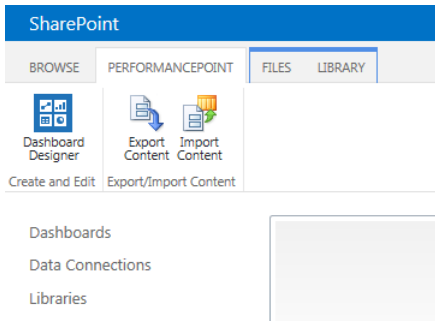 SharePoint
BROWSE PERFORMANCEPOINT FILES LIBRARY
Dashboard Export Import
Designer Content Content
Create and Edit Export/Import Content
Dashboards
Data Connections
Libraries